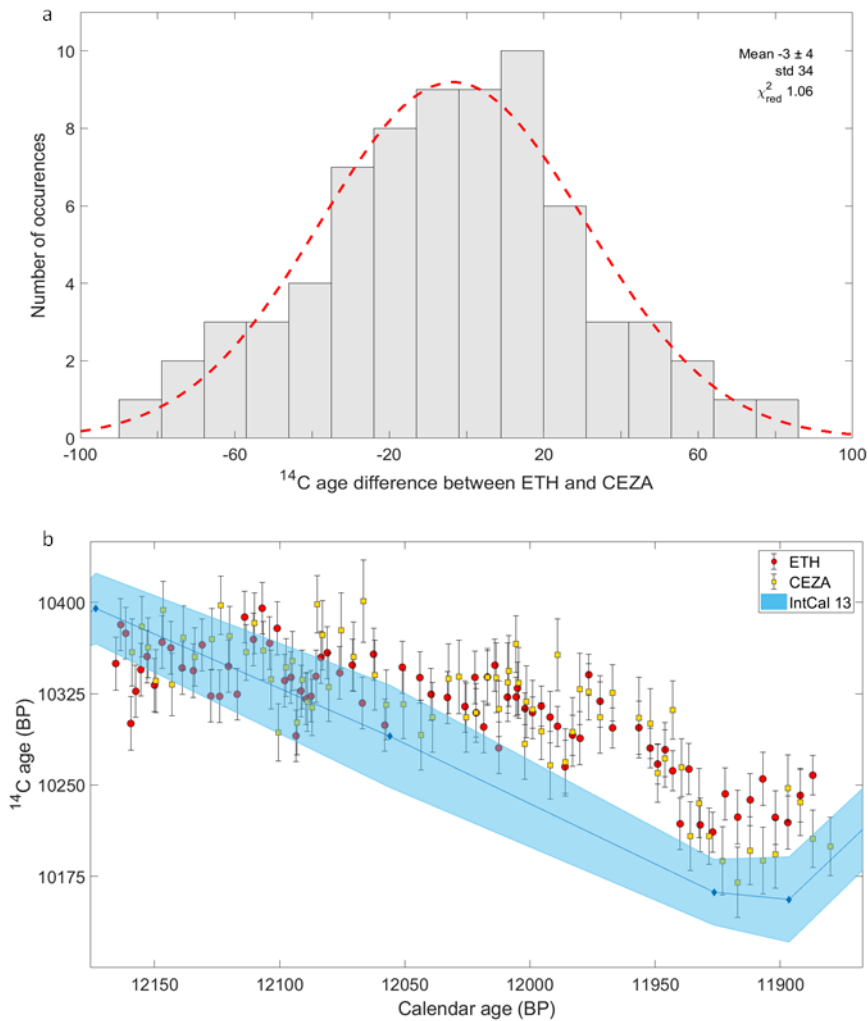 a
Mean -3 ± 4
std 34
χ²red 1.06
10
8
6
4
2
0
Number of occurences
-100 -60 -20 20 60 100
¹⁴C age difference between ETH and CEZA
b
ETH
CEZA
IntCal 13
10400
10325
10250
10175
¹⁴C age (BP)
12150 12100 12050 12000 11950 11900
Calendar age (BP)